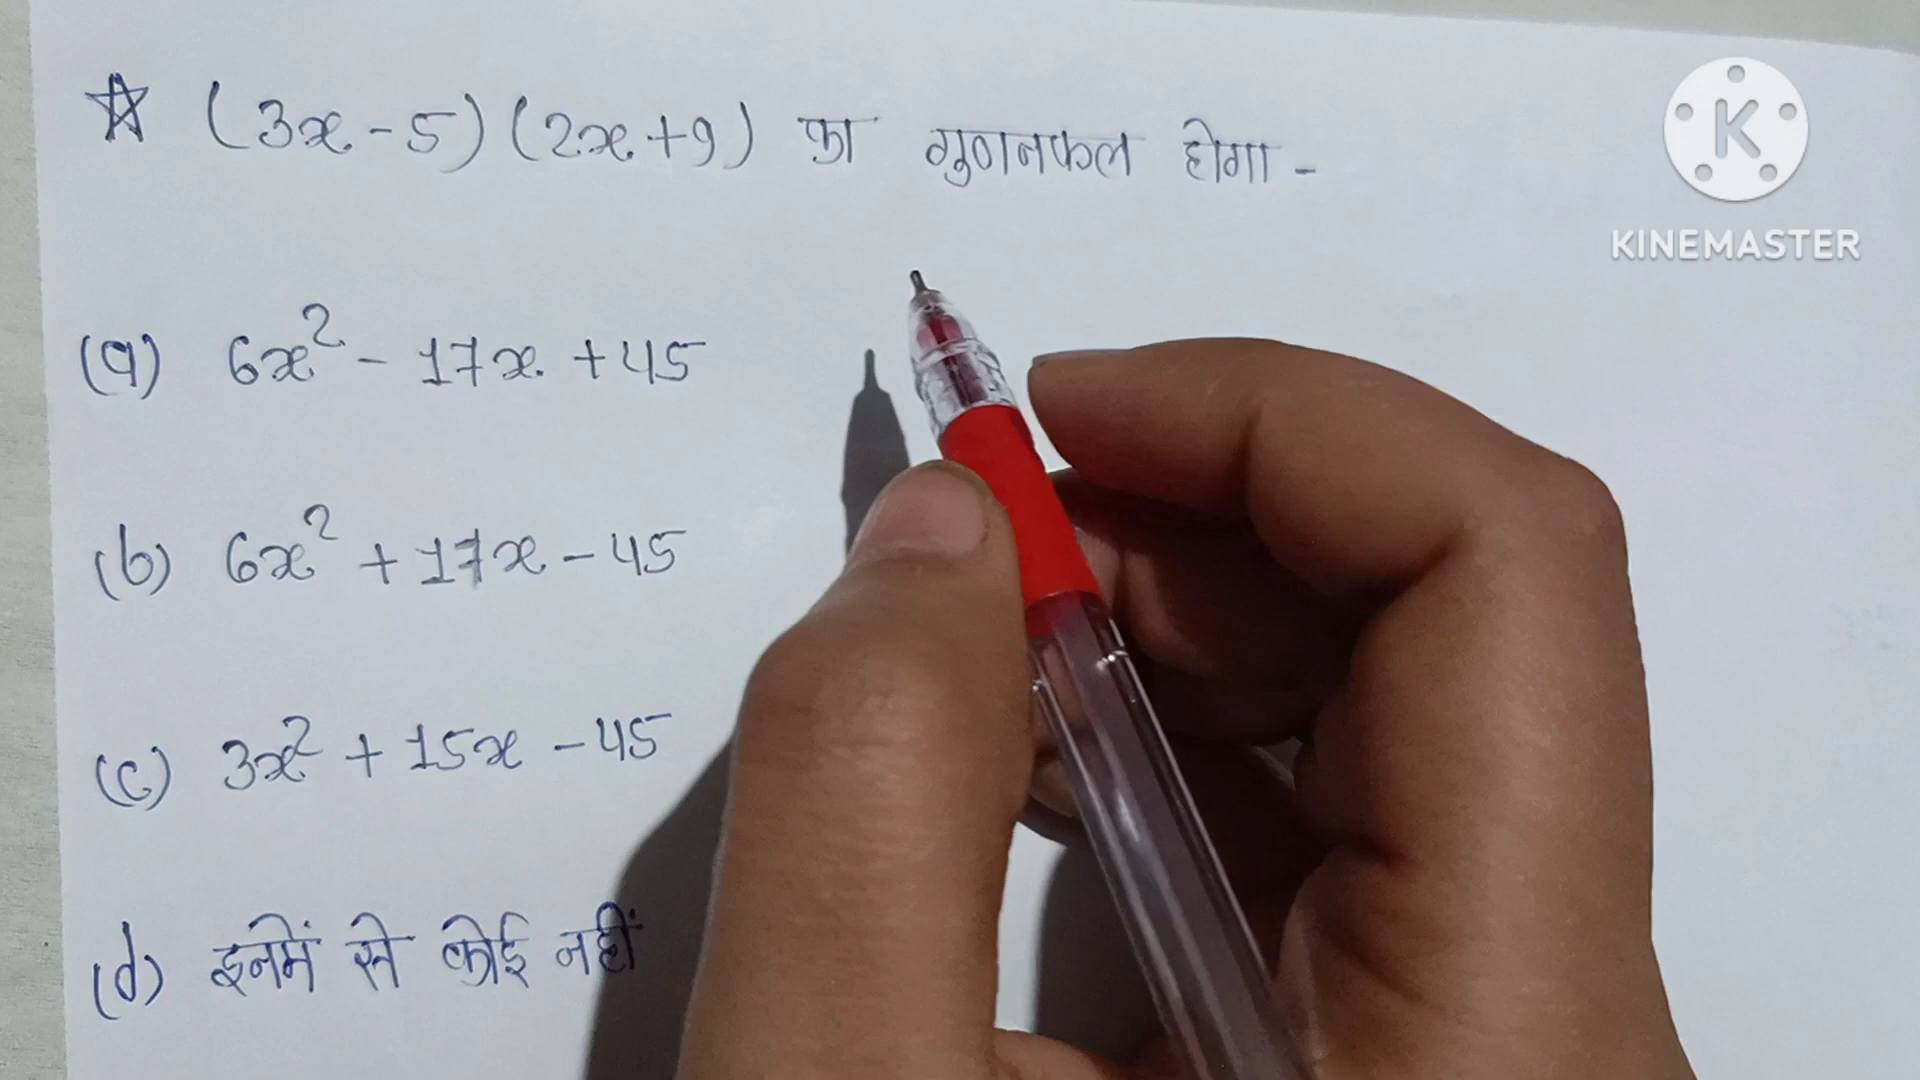 ☆ (3x - 5) (2x + 9) का गुणनफल होगा -
K
KINEMASTER
(a) 6x² - 17x + 45
(b) 6x² + 17x - 45
(c) 3x² + 15x - 45
(d) इनमें से कोई नहीं